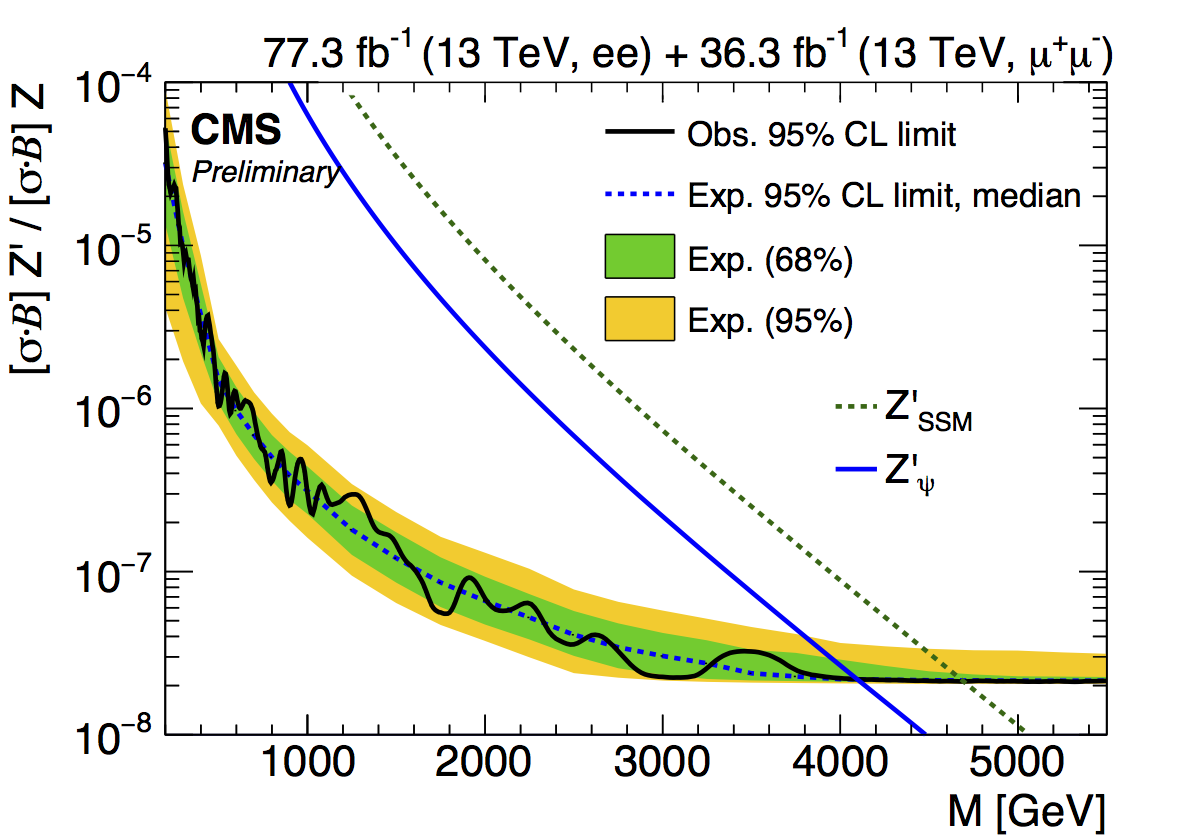 77.3 fb⁻¹ (13 TeV, ee) + 36.3 fb⁻¹ (13 TeV, μ⁺μ⁻)
CMS
Preliminary
Obs. 95% CL limit
Exp. 95% CL limit, median
Exp. (68%)
Exp. (95%)
Z'SSM
Z'ψ
[σ·B] Z' / [σ·B] Z
10⁻⁴
10⁻⁵
10⁻⁶
10⁻⁷
10⁻⁸
1000 2000 3000 4000 5000
M [GeV]